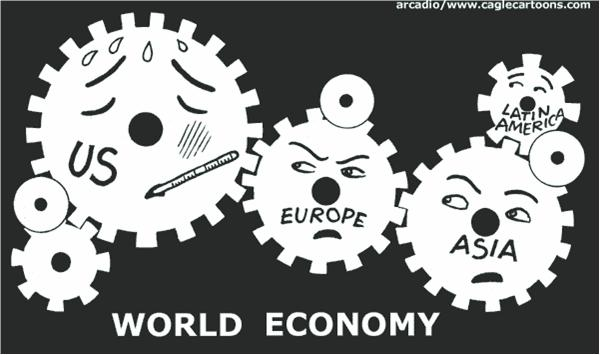 arcadio/www.caglecartoons.com
US
EUROPE
LATIN
AMERICA
ASIA
WORLD ECONOMY